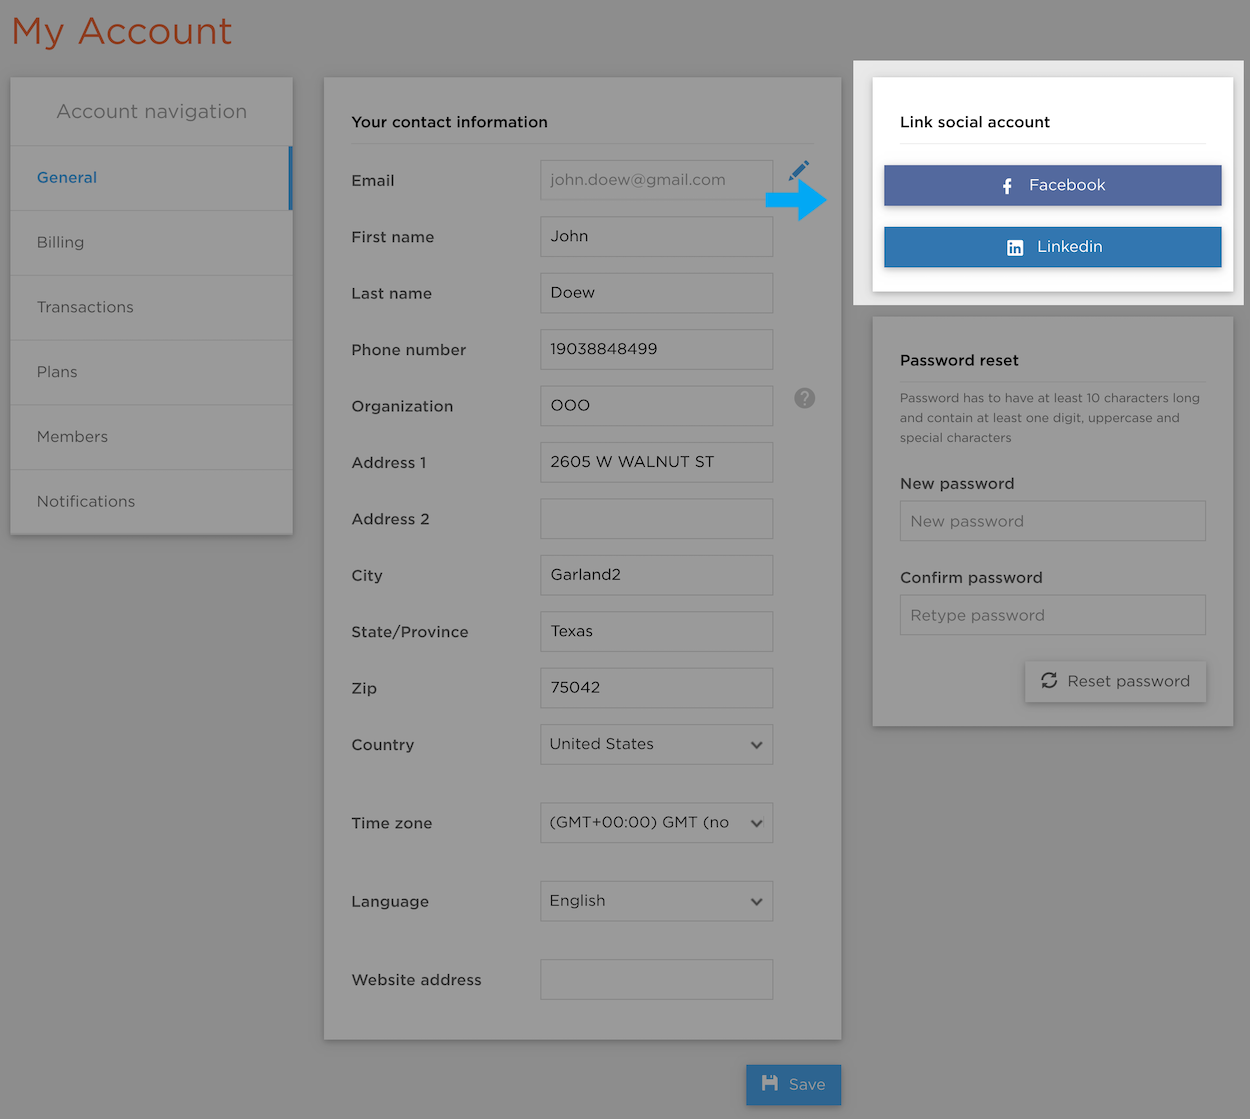 My Account
Account navigation
General
Billing
Transactions
Plans
Members
Notifications
Your contact information
Email
john.doew@gmail.com
First name
John
Last name
Doew
Phone number
19038848499
Organization
OOO
?
Address 1
2605 W WALNUT ST
Address 2
City
Garland2
State/Province
Texas
Zip
75042
Country
United States
Time zone
(GMT+00:00) GMT (no
Language
English
Website address
Save
Link social account
f Facebook
in Linkedin
Password reset
Password has to have at least 10 characters long
and contain at least one digit, uppercase and
special characters
New password
New password
Confirm password
Retype password
Reset password